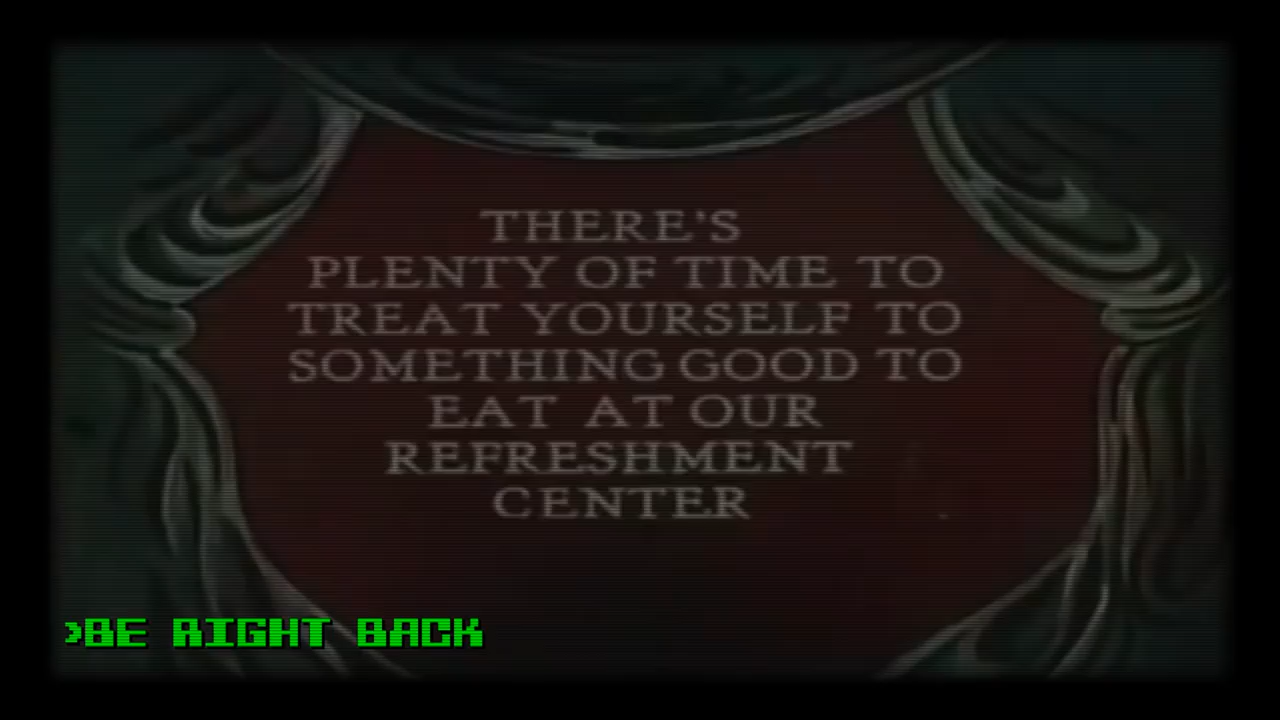 THERE'S
PLENTY OF TIME TO
TREAT YOURSELF TO
SOMETHING GOOD TO
EAT AT OUR
REFRESHMENT
CENTER
>BE RIGHT BACK